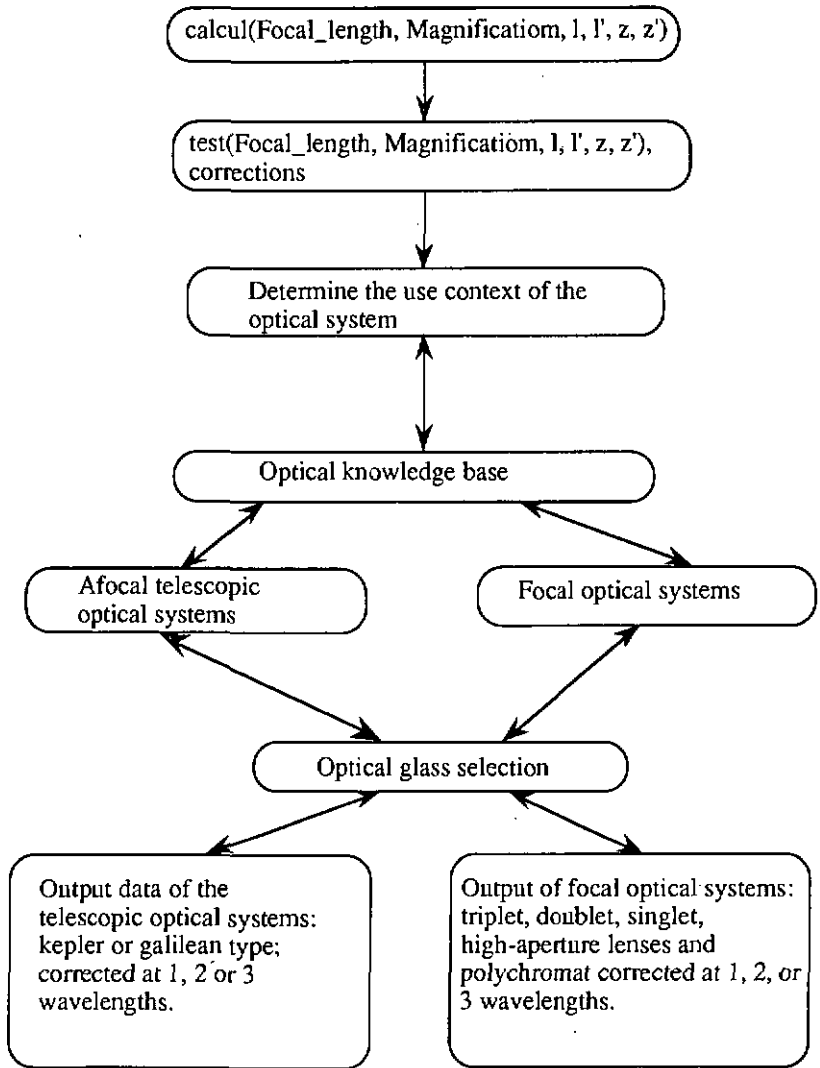 calcul(Focal_length, Magnificatiom, l, l', z, z')
test(Focal_length, Magnificatiom, l, l', z, z'),
corrections
Determine the use context of the
optical system
Optical knowledge base
Afocal telescopic
optical systems
Focal optical systems
Optical glass selection
Output data of the
telescopic optical systems:
kepler or galilean type;
corrected at 1, 2 or 3
wavelengths.
Output of focal optical systems:
triplet, doublet, singlet,
high-aperture lenses and
polychromat corrected at 1, 2, or
3 wavelengths.